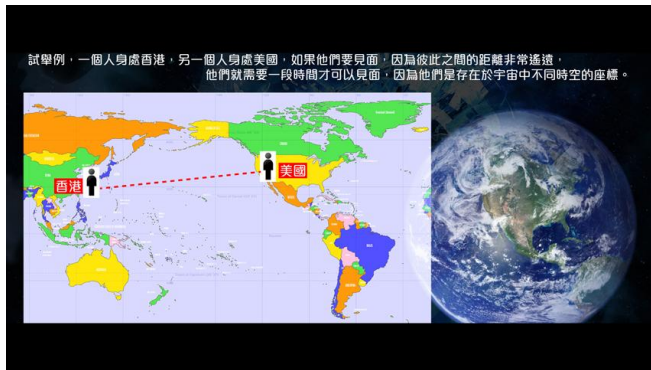 試舉例，一個人身處香港，另一個人身處美國，如果他們要見面，因為彼此之間的距離非常遙遠，
他們就需要一段時間才可以見面，因為他們是存在於宇宙中不同時空的座標。
香港
美國